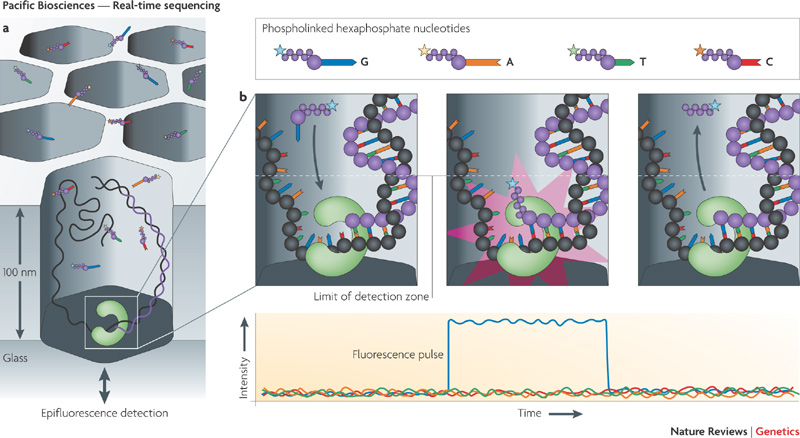 Pacific Biosciences — Real-time sequencing
a
Phospholinked hexaphosphate nucleotides
G
A
T
C
b
100 nm
Glass
Epifluorescence detection
Limit of detection zone
Intensity
Fluorescence pulse
Time
Nature Reviews | Genetics